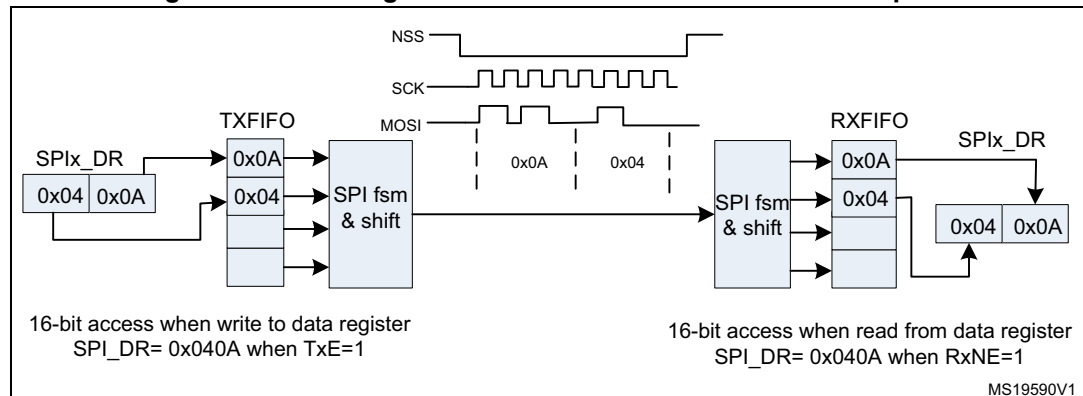 NSS
SCK
MOSI
TXFIFO
RXFIFO
SPIx_DR
0x04 0x0A
0x0A
0x04
SPI fsm
& shift
0x0A
0x04
SPI fsm
& shift
0x0A
0x04
SPIx_DR
0x04 0x0A
16-bit access when write to data register
SPI_DR= 0x040A when TxE=1
16-bit access when read from data register
SPI_DR= 0x040A when RxNE=1
MS19590V1